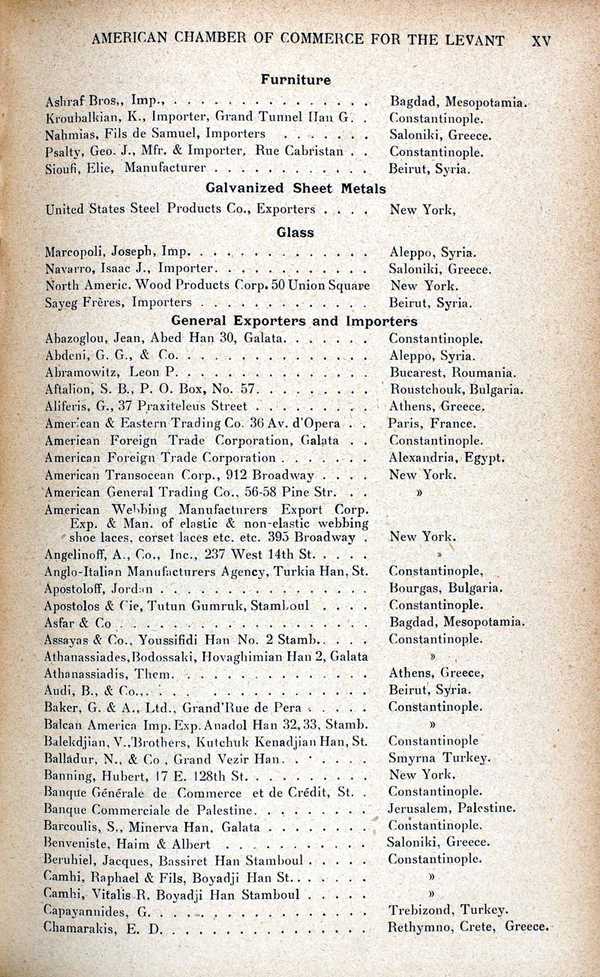 AMERICAN CHAMBER OF COMMERCE FOR THE LEVANT XV
Furniture
Ashraf Bros,, Imp., . . . . . . . . . . . . . . . Bagdad, Mesopotamia.
Kroubalkian, K., Importer, Grand Tunnel Han G. . Constantinople.
Nahmias, Fils de Samuel, Importers . . . . . . . Saloniki, Greece.
Psalty, Geo. J., Mfr. & Importer, Rue Cabristan . . Constantinople.
Sioufi, Elie, Manufacturer . . . . . . . . . . . . Beirut, Syria.
Galvanized Sheet Metals
United States Steel Products Co., Exporters . . . . New York,
Glass
Marcopoli, Joseph, Imp. . . . . . . . . . . . . . Aleppo, Syria.
Navarro, Isaac J., Importer. . . . . . . . . . . . Saloniki, Greece.
North Americ. Wood Products Corp. 50 Union Square New York.
Sayeg Frères, Importers . . . . . . . . . . . . . Beirut, Syria.
General Exporters and Importers
Abazoglou, Jean, Abed Han 30, Galata. . . . . . . Constantinople.
Abdeni, G. G., & Co. . . . . . . . . . . . . . . Aleppo, Syria.
Abramowitz, Leon P. . . . . . . . . . . . . . . Bucarest, Roumania.
Aftalion, S. B., P. O. Box, No. 57. . . . . . . . . Roustchouk, Bulgaria.
Aliferis, G., 37 Praxiteleus Street . . . . . . . . . Athens, Greece.
American & Eastern Trading Co. 36 Av. d'Opera . . Paris, France.
American Foreign Trade Corporation, Galata . . Constantinople.
American Foreign Trade Corporation . . . . . . . Alexandria, Egypt.
American Transocean Corp., 912 Broadway . . . . New York.
American General Trading Co., 56-58 Pine Str. . . »
American Webbing Manufacturers Export Corp.
Exp. & Man. of elastic & non-elastic webbing
shoe laces, corset laces etc. etc. 395 Broadway . New York.
Angelinoff, A., Co., Inc., 237 West 14th St. . . . . »
Anglo-Italian Manufacturers Agency, Turkia Han, St. Constantinople,
Apostoloff, Jordan . . . . . . . . . . . . . . . . Bourgas, Bulgaria.
Apostolos & Cie, Tutun Gumruk, Stamboul . . . . Constantinople.
Asfar & Co . . . . . . . . . . . . . . . . . . . Bagdad, Mesopotamia.
Assayas & Co., Youssifidi Han No. 2 Stamb.. . . . Constantinople.
Athanassiades, Bodossaki, Hovaghimian Han 2, Galata »
Athanassiadis, Them. . . . . . . . . . . . . . . Athens, Greece,
Audi, B., & Co.,. . . . . . . . . . . . . . . . . Beirut, Syria.
Baker, G. & A., Ltd., Grand'Rue de Pera . . . . . Constantinople.
Balcan America Imp. Exp. Anadol Han 32, 33, Stamb. »
Balekdjian, V., Brothers, Kutchuk Kenadjian Han, St. Constantinople
Balladur, N., & Co , Grand Vezir Han. . . . . . . Smyrna Turkey.
Banning, Hubert, 17 E. 128th St. . . . . . . . . . New York.
Banque Générale de Commerce et de Crédit, St. . Constantinople.
Banque Commerciale de Palestine. . . . . . . . . Jerusalem, Palestine.
Barcoulis, S., Minerva Han, Galata . . . . . . . . Constantinople.
Benveniste, Haim & Albert . . . . . . . . . . . Saloniki, Greece.
Beruhiel, Jacques, Bassiret Han Stamboul . . . . . Constantinople.
Camhi, Raphael & Fils, Boyadji Han St.. . . . . . »
Camhi, Vitalis R. Boyadji Han Stamboul . . . . . »
Capayannides, G. . . . . . . . . . . . . . . . . Trebizond, Turkey.
Chamarakis, E. D. . . . . . . . . . . . . . . . Rethymno, Crete, Greece.